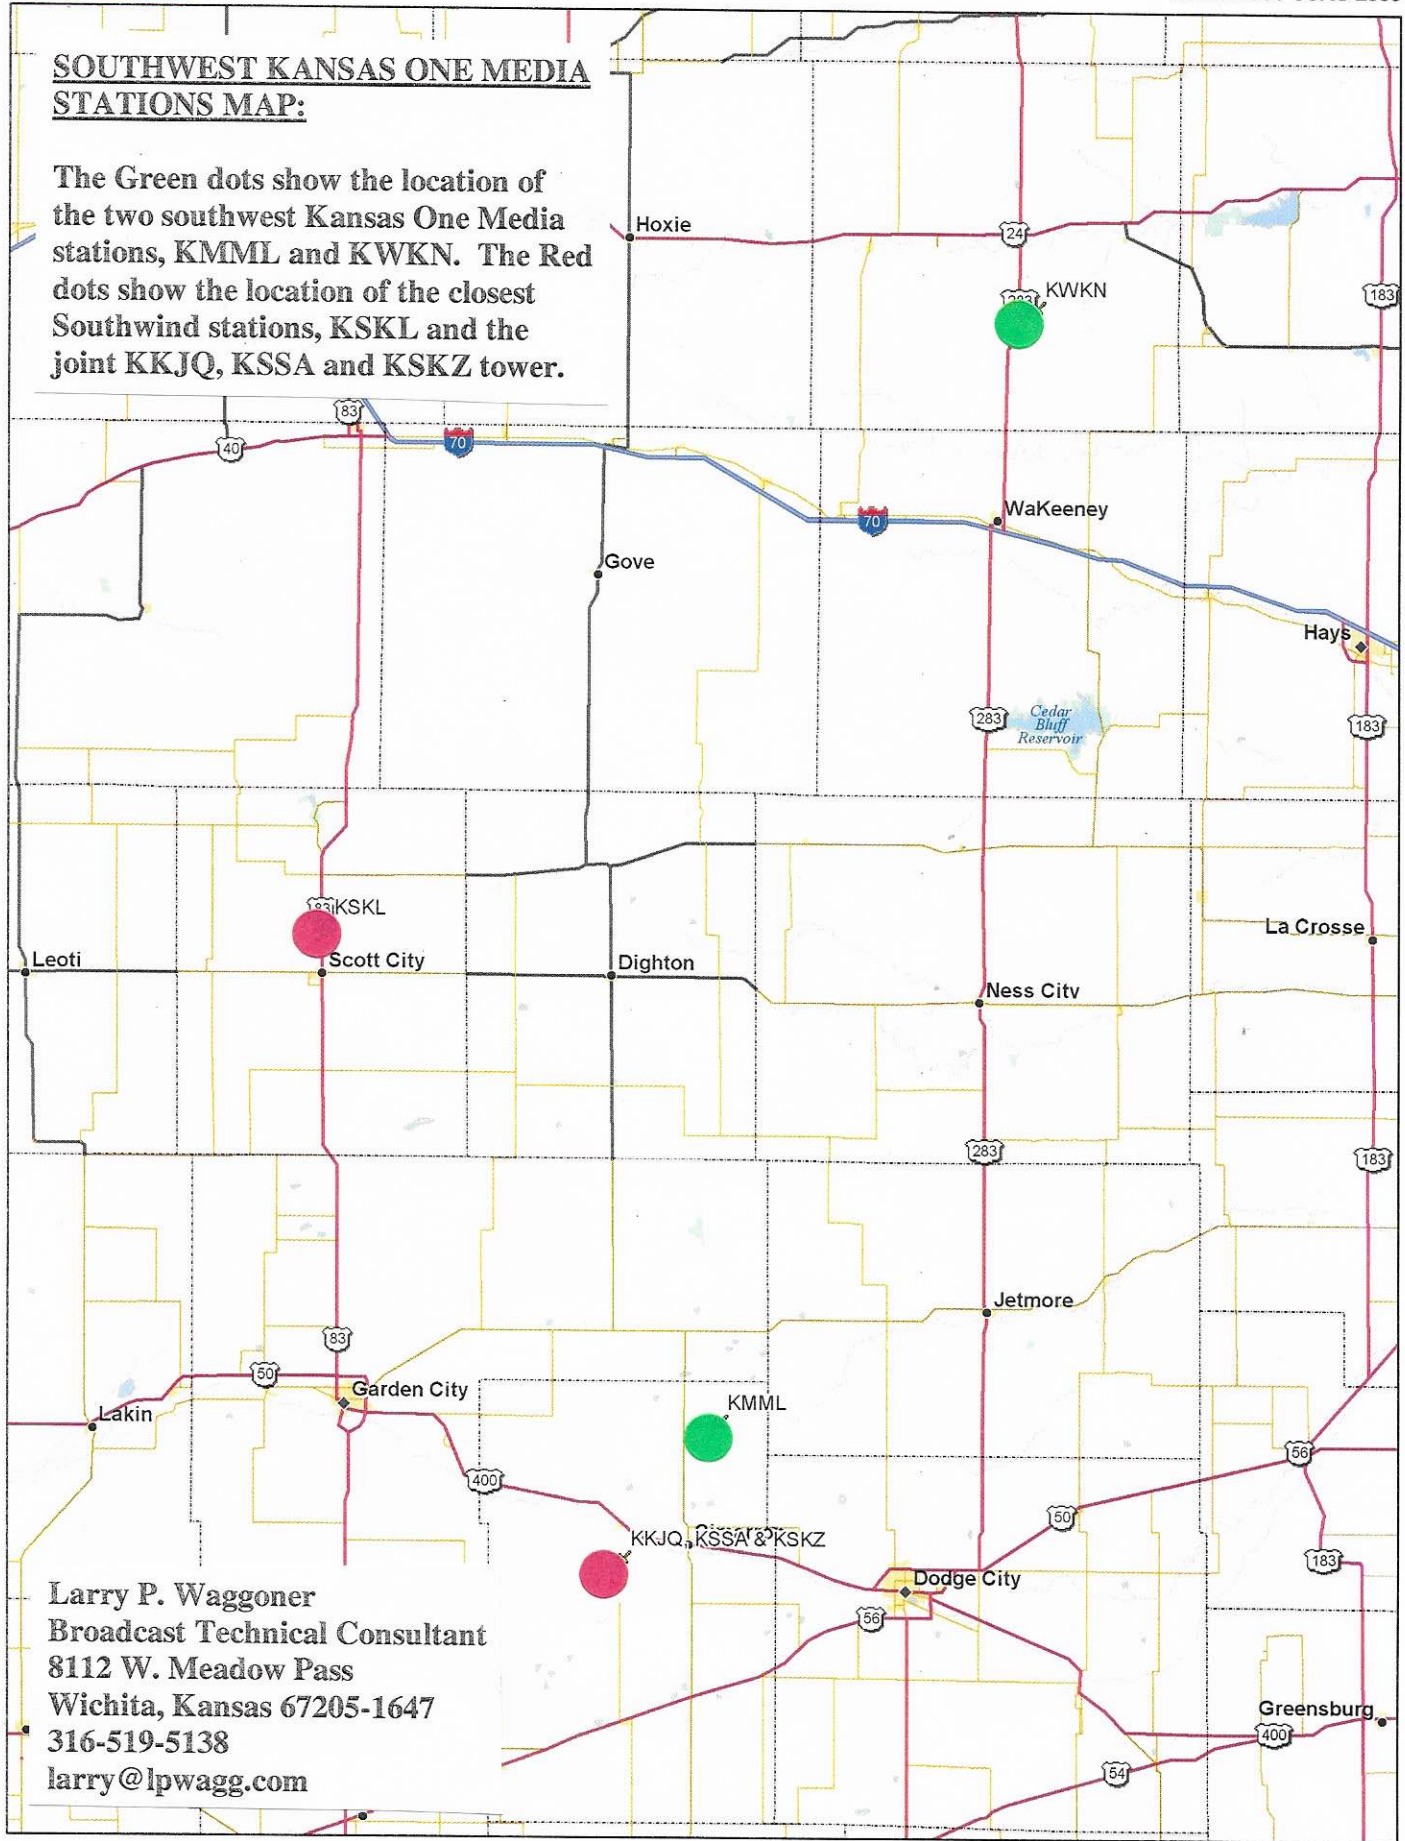 SOUTHWEST KANSAS ONE MEDIA
STATIONS MAP:
The Green dots show the location of
the two southwest Kansas One Media
stations, KMML and KWKN. The Red
dots show the location of the closest
Southwind stations, KSKL and the
joint KKJQ, KSSA and KSKZ tower.
Hoxie
24
183
KWKN
83
40
70
70
WaKeeney
Gove
Hays
283
Cedar
Bluff
Reservoir
183
KSKL
Leoti
Scott City
Dighton
La Crosse
Ness City
283
183
Jetmore
83
50
Garden City
Lakin
KMML
56
400
50
KKJQ, KSSA & KSKZ
183
Dodge City
56
Greensburg
400
54
Larry P. Waggoner
Broadcast Technical Consultant
8112 W. Meadow Pass
Wichita, Kansas 67205-1647
316-519-5138
larry@lpwagg.com